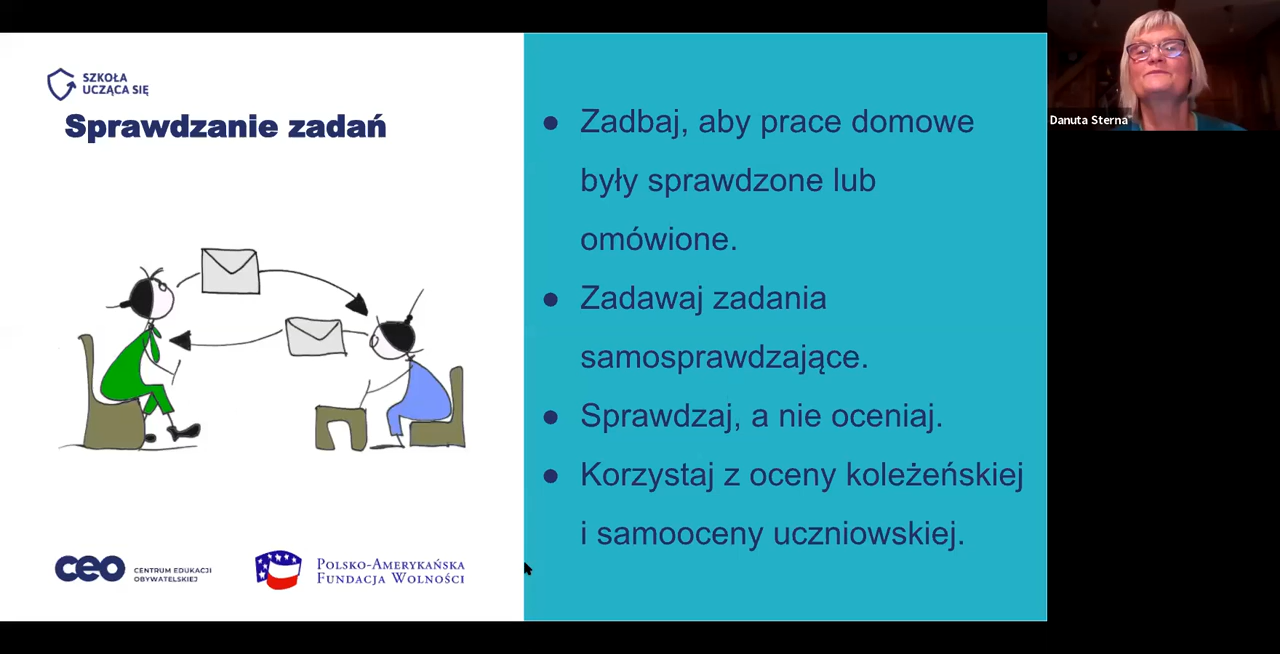 SZKOŁA
UCZĄCA SIĘ
Sprawdzanie zadań
Zadbaj, aby prace domowe
były sprawdzone lub
omówione.
Zadawaj zadania
samosprawdzające.
Sprawdzaj, a nie oceniaj.
Korzystaj z oceny koleżeńskiej
i samooceny uczniowskiej.
CEO
CENTRUM EDUKACJI
OBYWATELSKIEJ
POLSKO-AMERYKAŃSKA
FUNDACJA WOLNOŚCI
Danuta Sterna